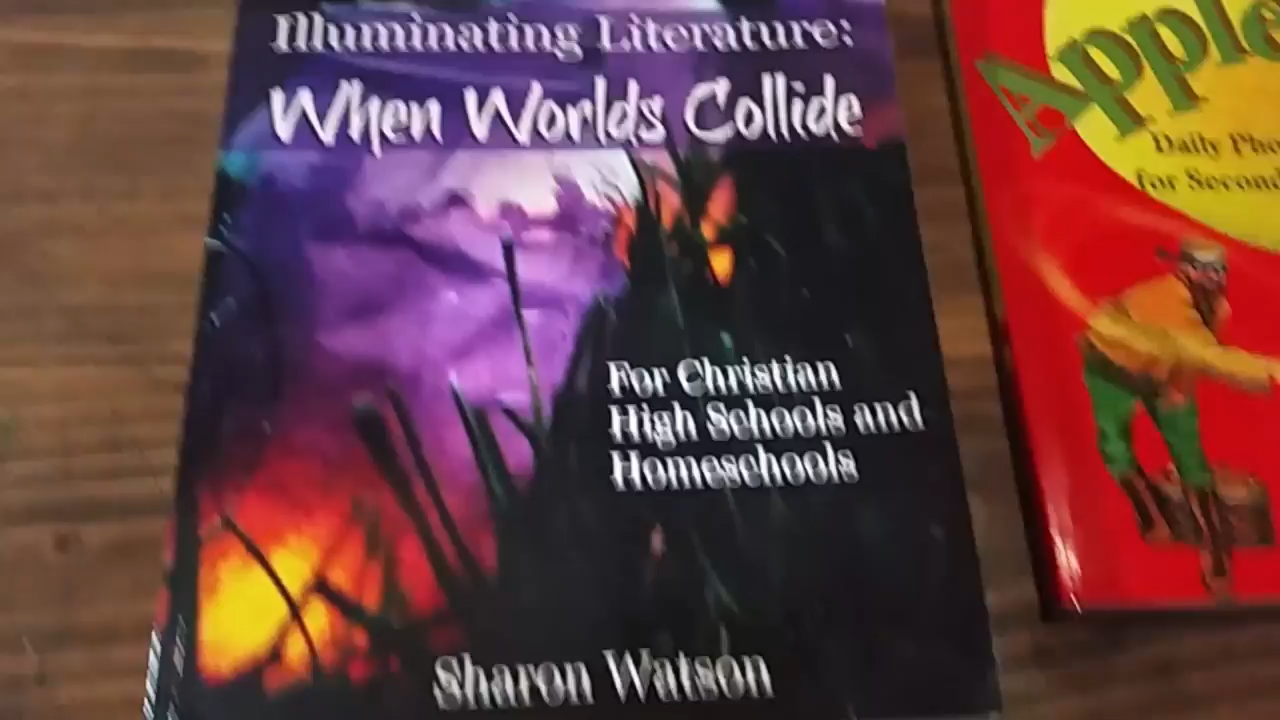 Illuminating Literature:
When Worlds Collide
For Christian
High Schools and
Homeschools
Sharon Watson
Apple
Daily Pho
for Second